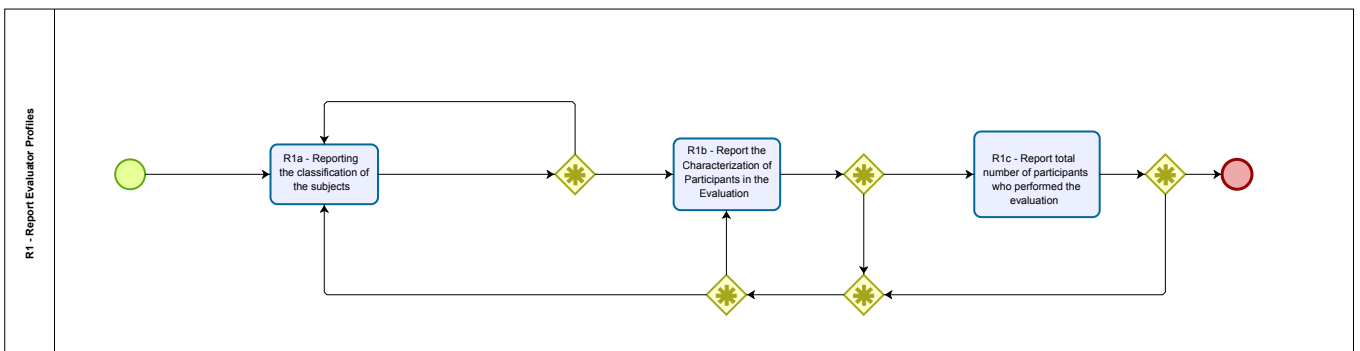 R1 - Report Evaluator Profiles
R1a - Reporting
the classification of
the subjects
R1b - Report the
Characterization of
Participants in the
Evaluation
R1c - Report total
number of participants
who performed the
evaluation